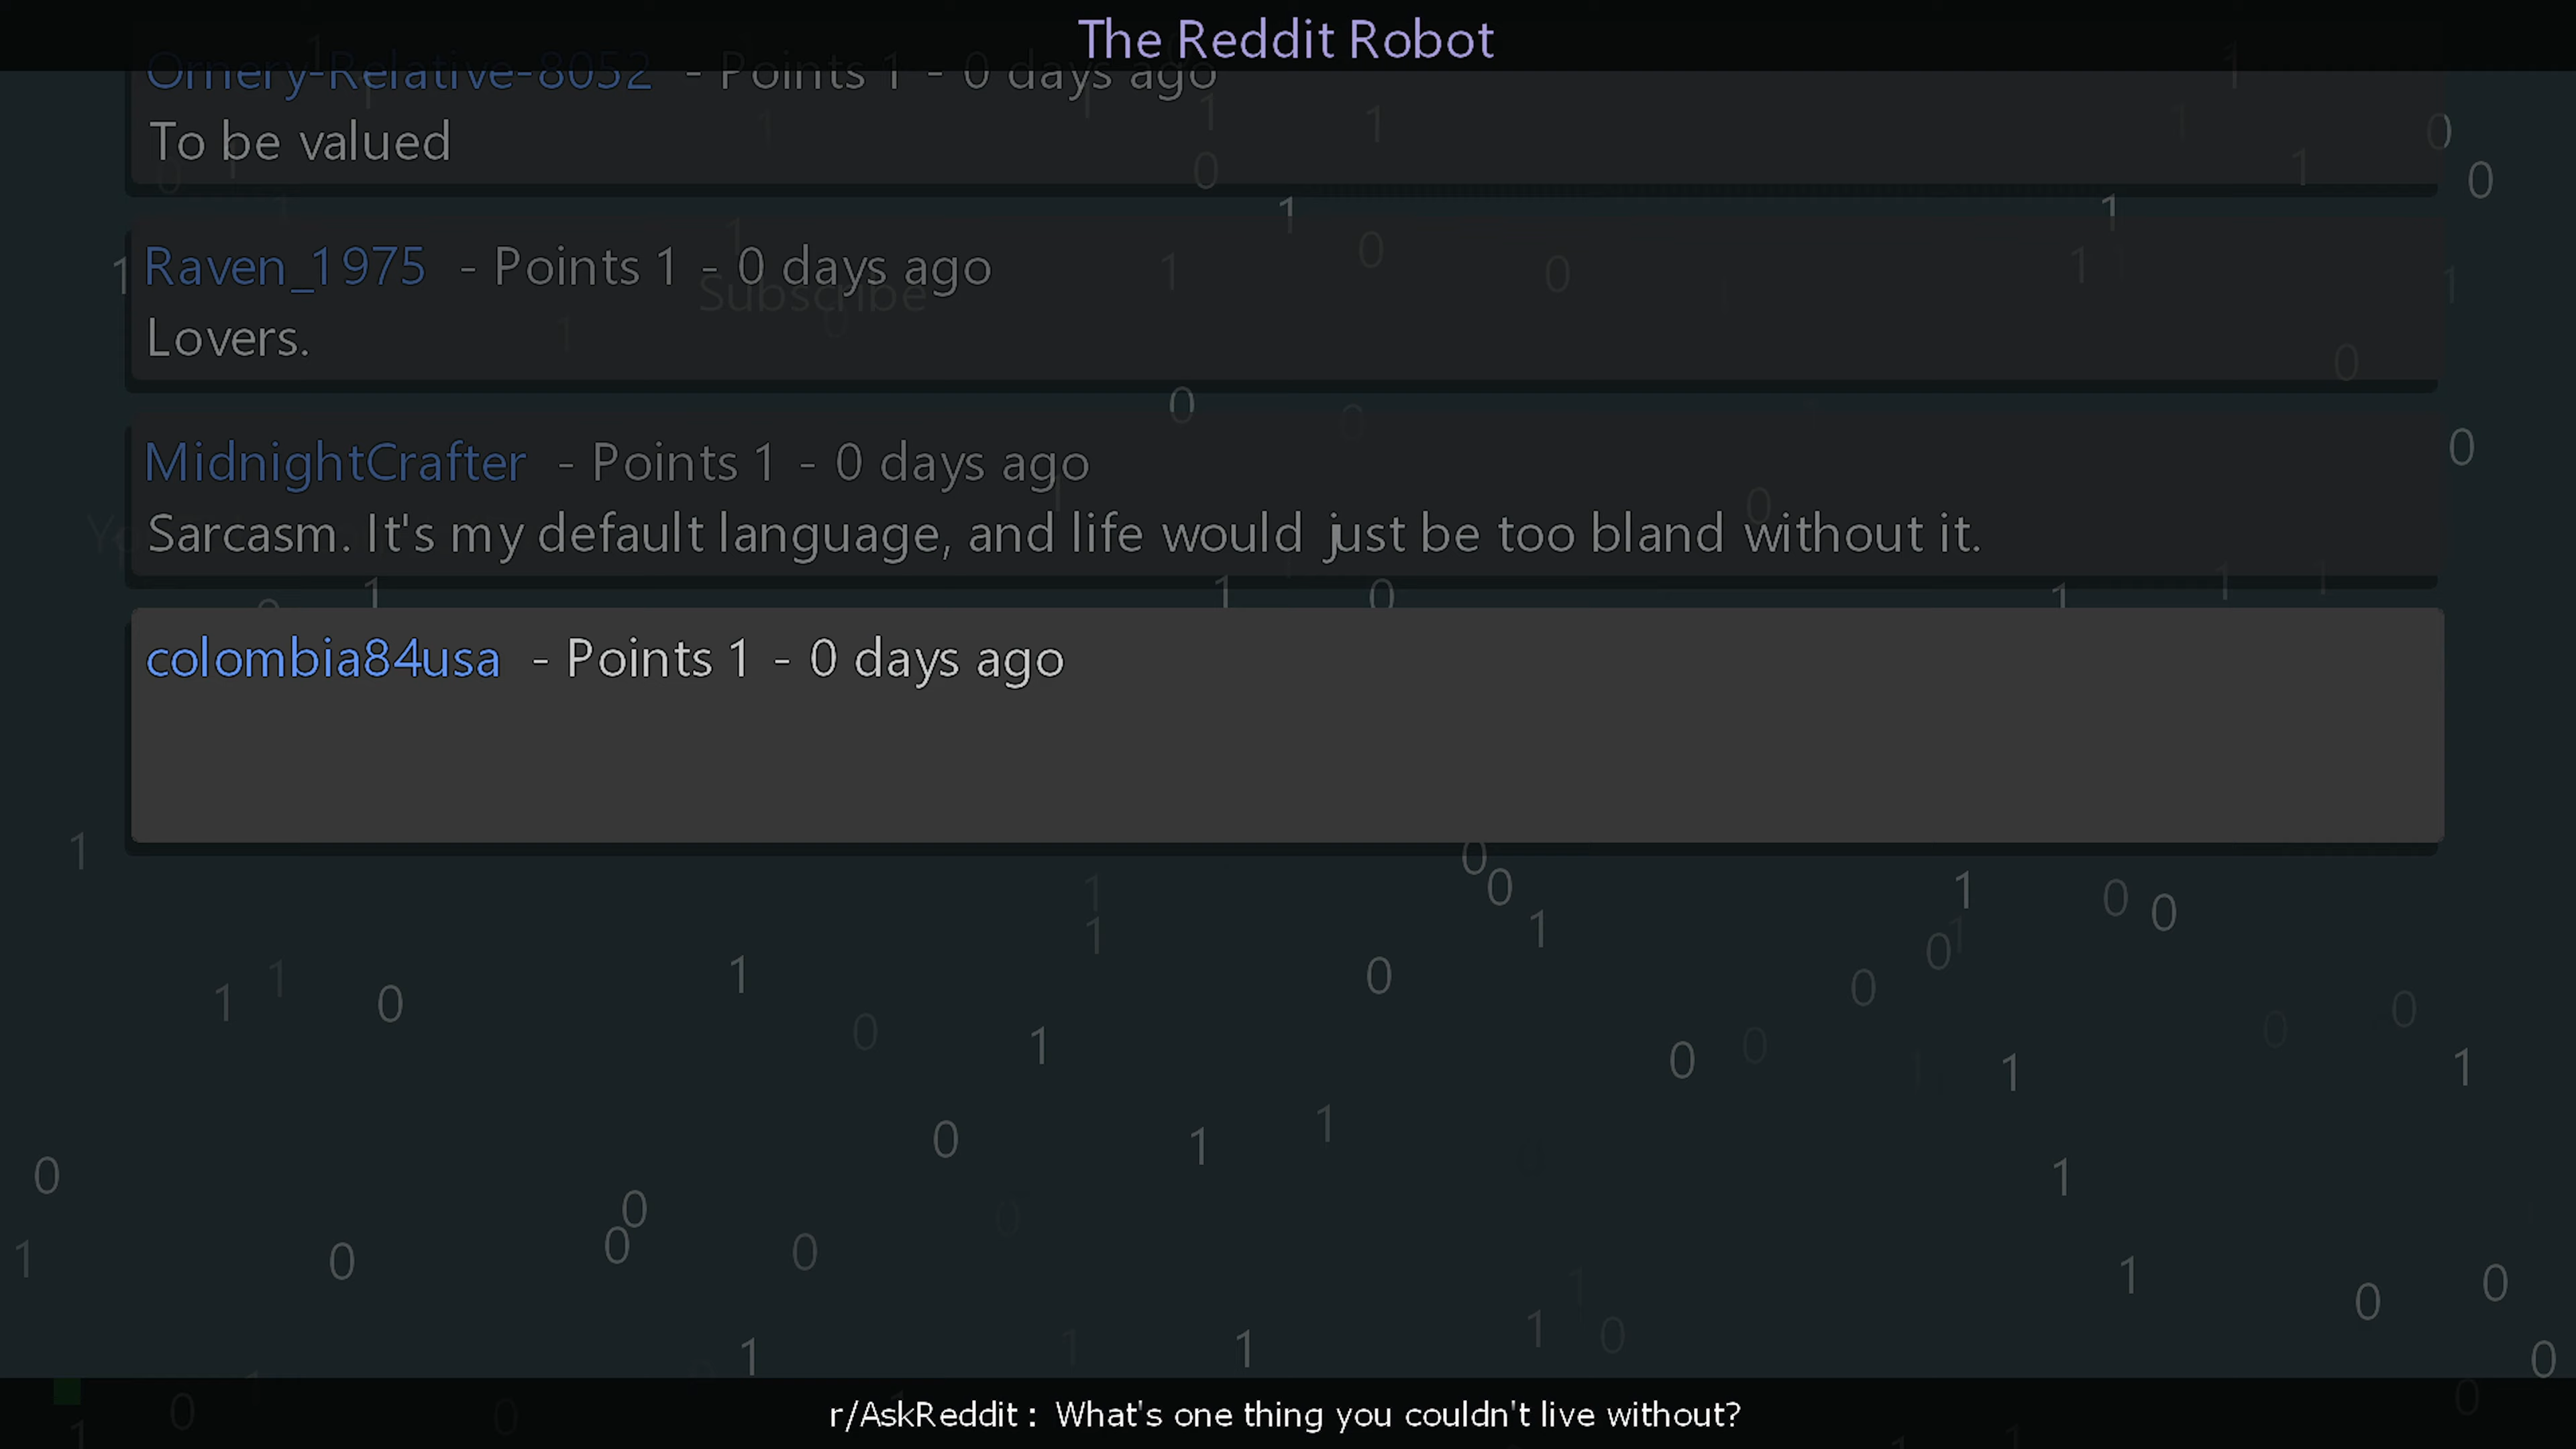 The Reddit Robot
Ornery-Relative-8052 - Points 1 - 0 days ago
To be valued
Raven_1975 - Points 1 - 0 days ago
Subscribe
Lovers.
MidnightCrafter - Points 1 - 0 days ago
Sarcasm. It's my default language, and life would just be too bland without it.
colombia84usa - Points 1 - 0 days ago
r/AskReddit : What's one thing you couldn't live without?